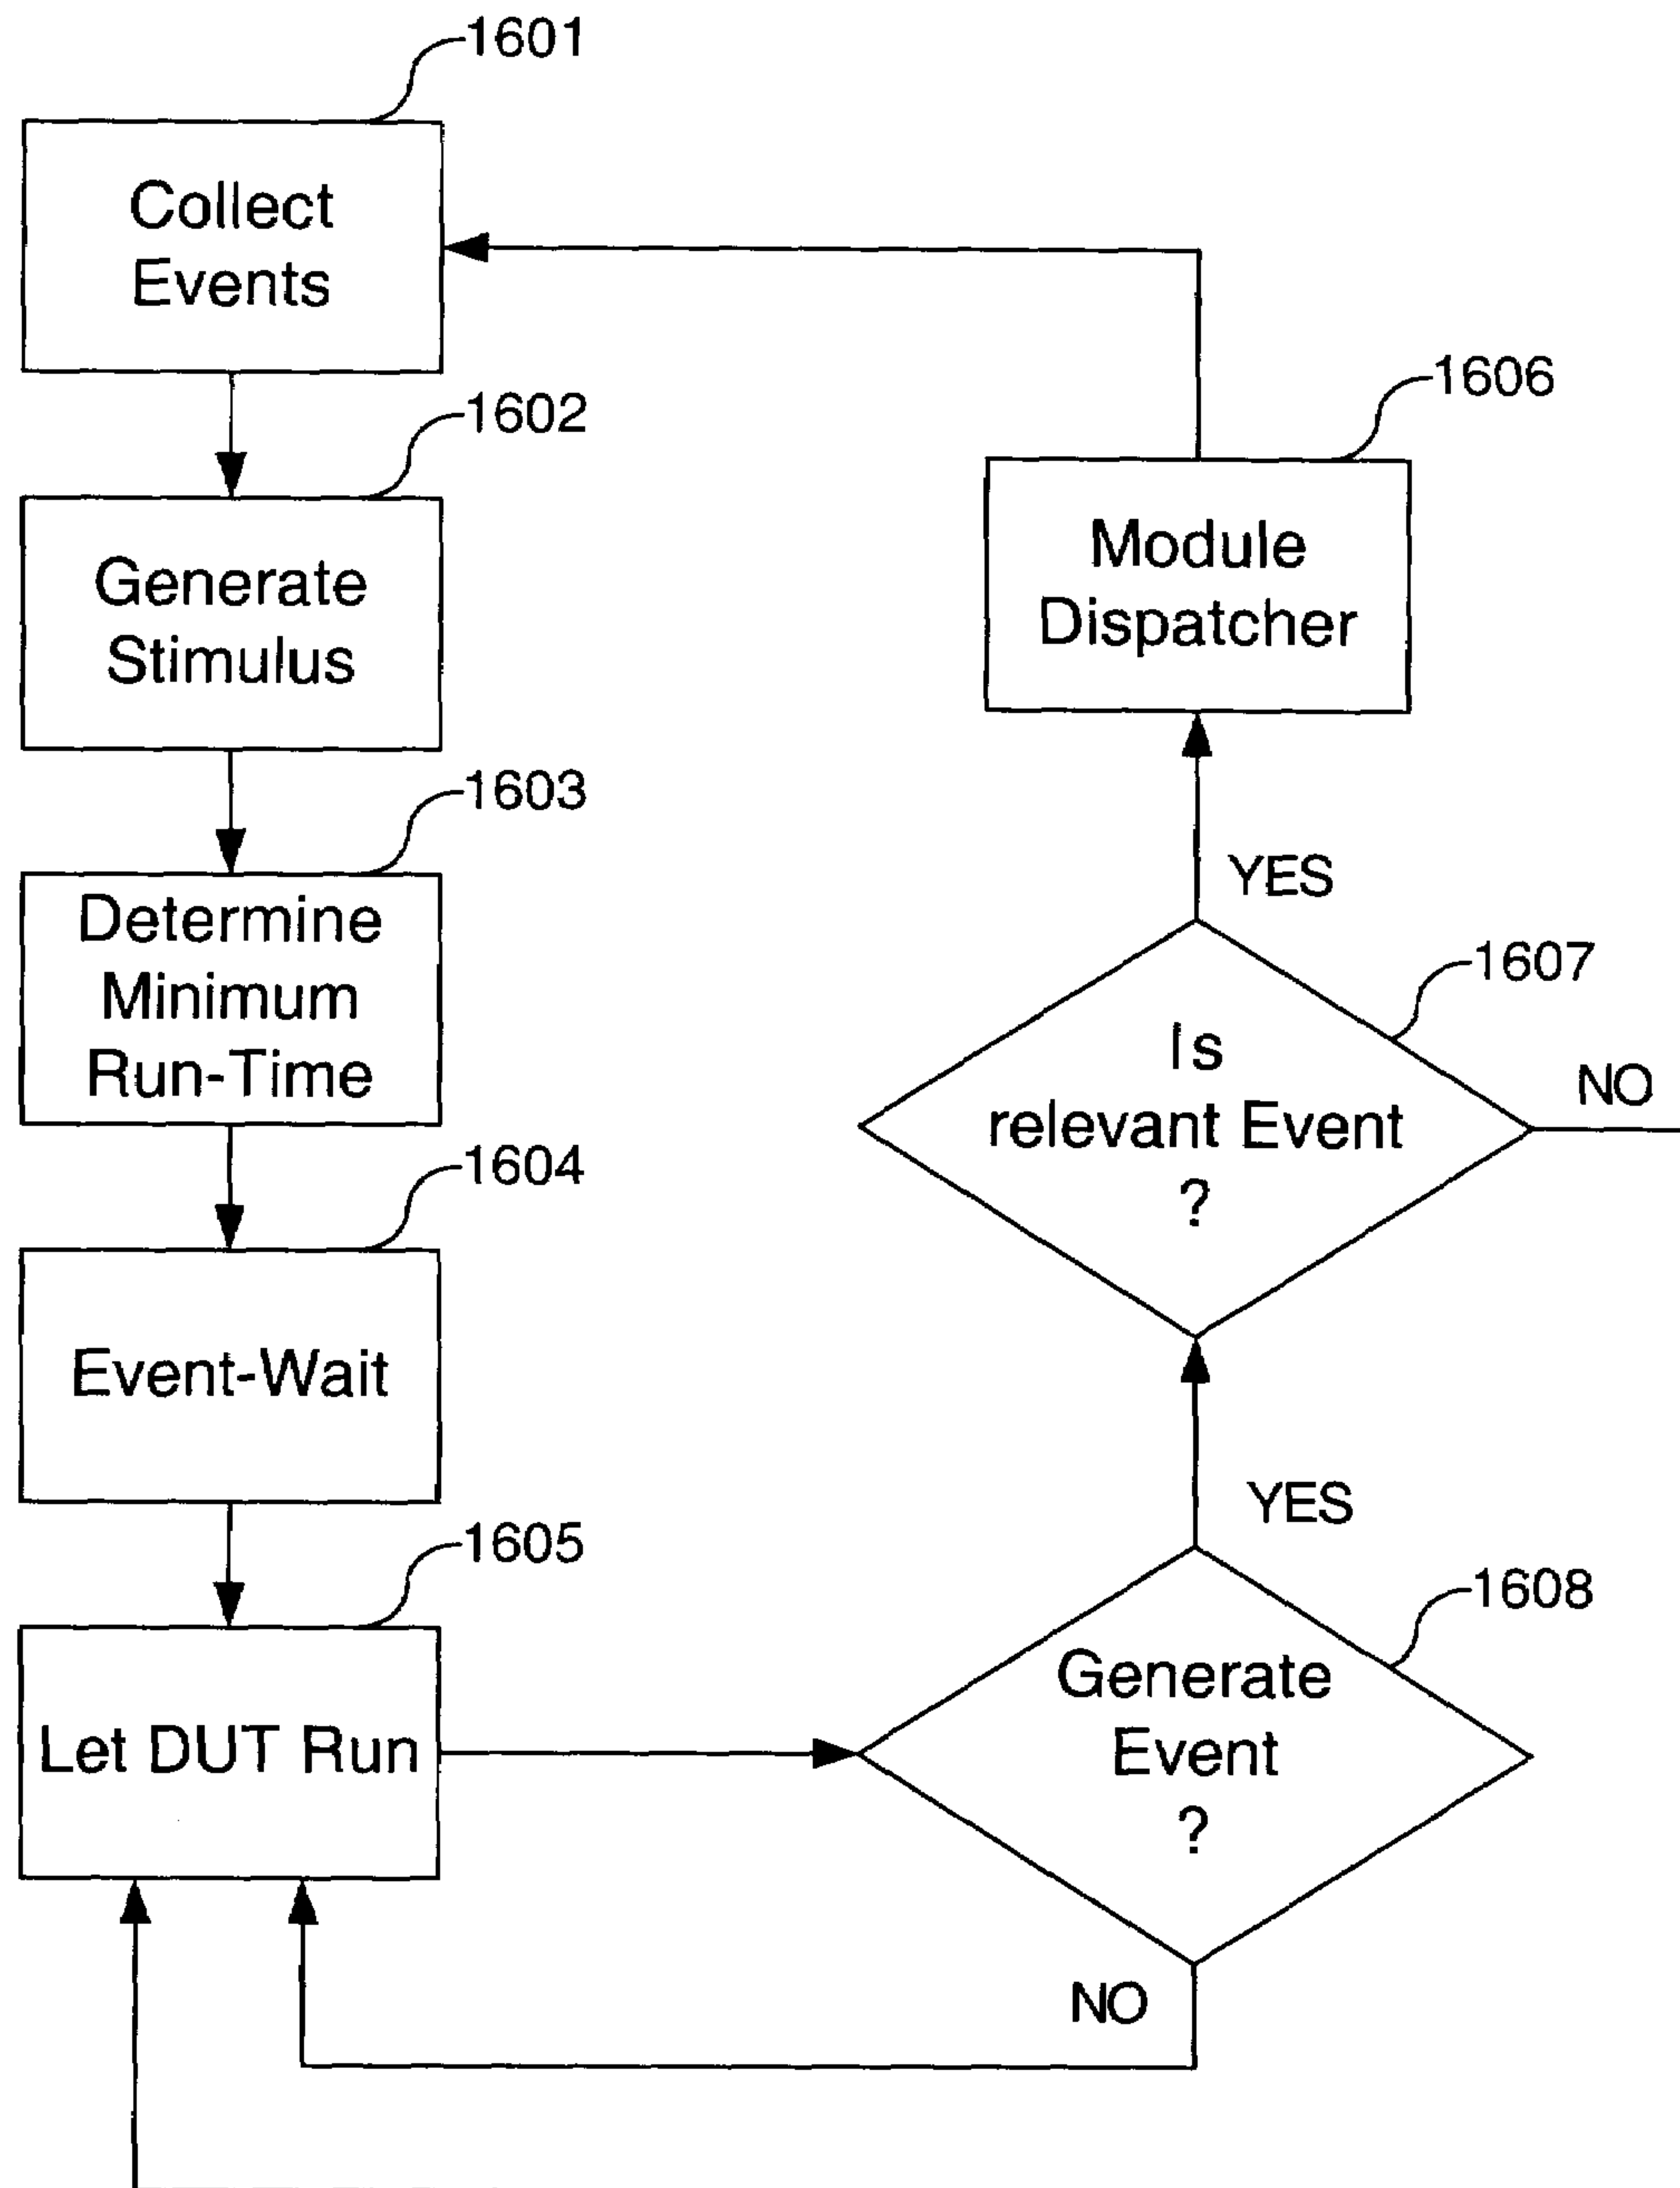 1601
Collect
Events
1602
Generate
Stimulus
1603
Determine
Minimum
Run-Time
1604
Event-Wait
1605
Let DUT Run
1606
Module
Dispatcher
YES
1607
Is
relevant Event
?
NO
YES
1608
Generate
Event
?
NO